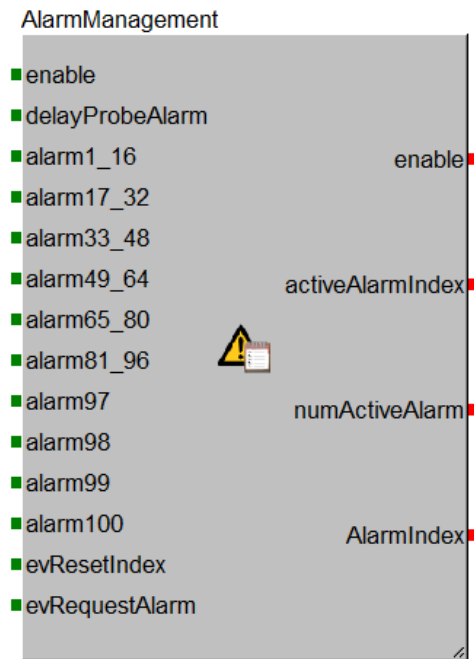 AlarmManagement
enable
delayProbeAlarm
alarm1_16
enable
alarm17_32
alarm33_48
alarm49_64
activeAlarmIndex
alarm65_80
alarm81_96
alarm97
numActiveAlarm
alarm98
alarm99
alarm100
AlarmIndex
evResetIndex
evRequestAlarm